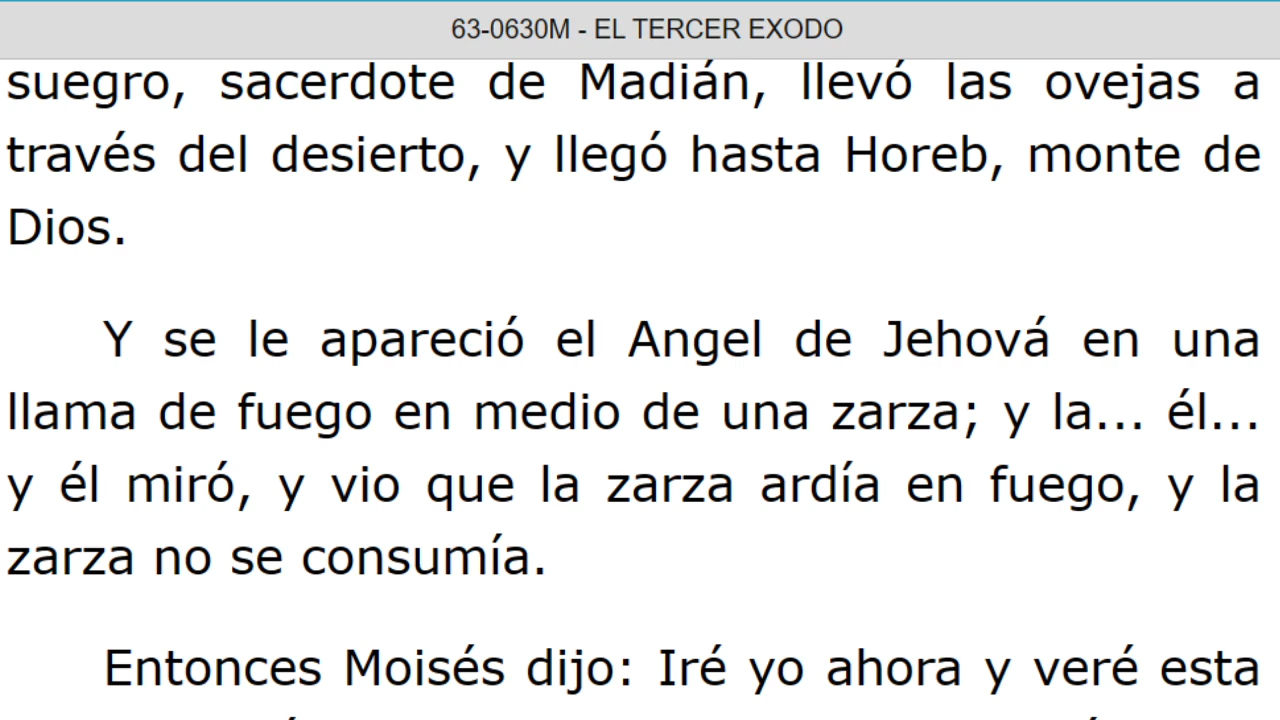 63-0630M - EL TERCER EXODO
suegro, sacerdote de Madián, llevó las ovejas a
través del desierto, y llegó hasta Horeb, monte de
Dios.
Y se le apareció el Angel de Jehová en una
llama de fuego en medio de una zarza; y la... él...
y él miró, y vio que la zarza ardía en fuego, y la
zarza no se consumía.
Entonces Moisés dijo: Iré yo ahora y veré esta